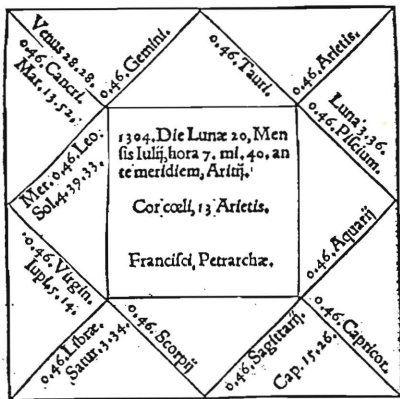 Venus 28.28.
0.46. Cancri.
Mar. 13.52.
0.46. Gemini.
0.46. Tauri.
0.46. Arietis.
Luna 3.36.
0.46. Piſcium.
1304. Die Lunæ 20, Men
ſis Iulij, hora 7. mi. 40. an
te meridiem, Aritij.
Cor cœli, 13 Arietis.
Franciſci, Petrarchæ.
Mer. 0.46. Leo:
Sol. 4.39.33.
0.46. Virgin.
Iup. 5.14.
0.46. Libræ.
Satur. 3.34.
0.46. Scorpij
0.46. Sagittarij.
Cap. 15.26.
0.46. Capricor.
0.46. Aquarij